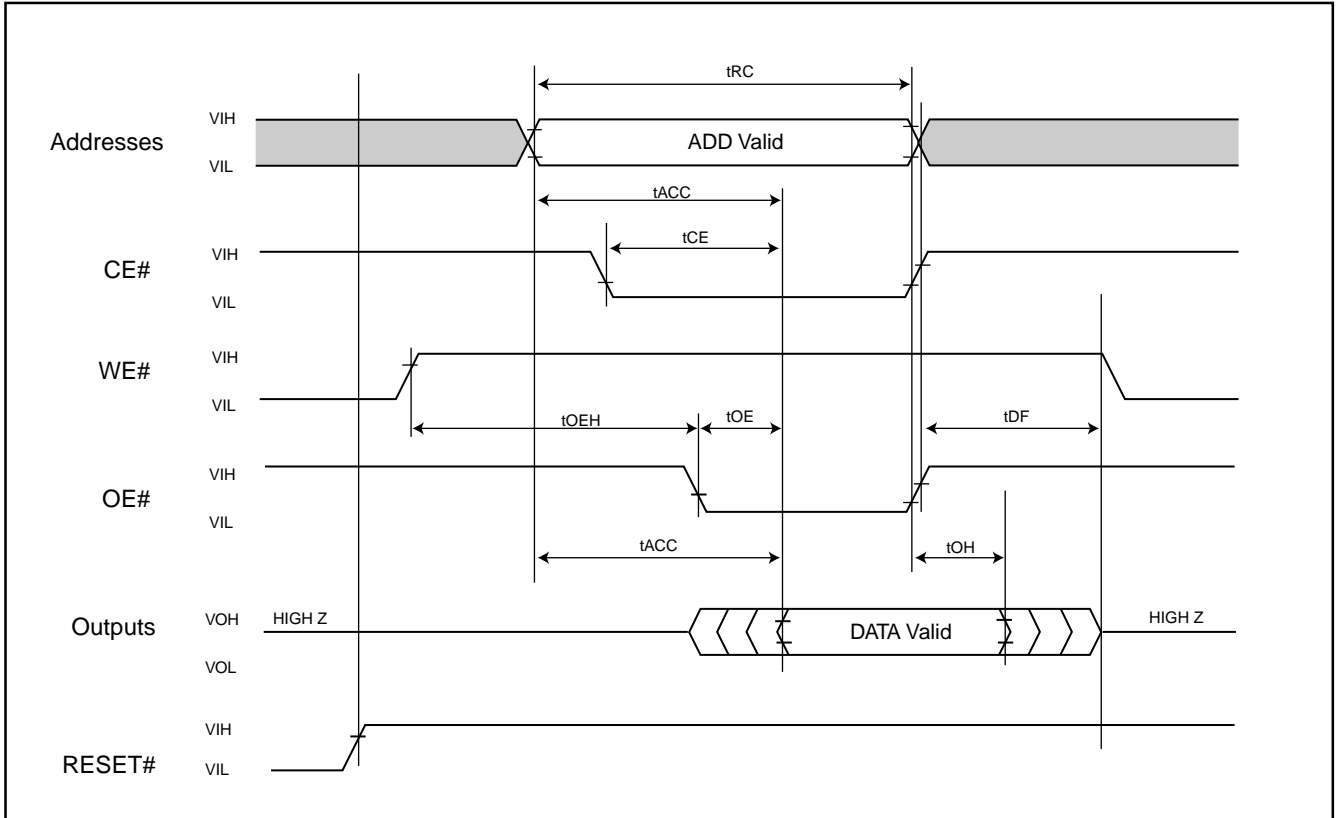 tRC
VIH
Addresses
ADD Valid
VIL
tACC
tCE
VIH
CE#
VIL
VIH
WE#
VIL
tOEH
tOE
tDF
VIH
OE#
VIL
tACC
tOH
VOH
HIGH Z
HIGH Z
Outputs
DATA Valid
VOL
VIH
RESET#
VIL